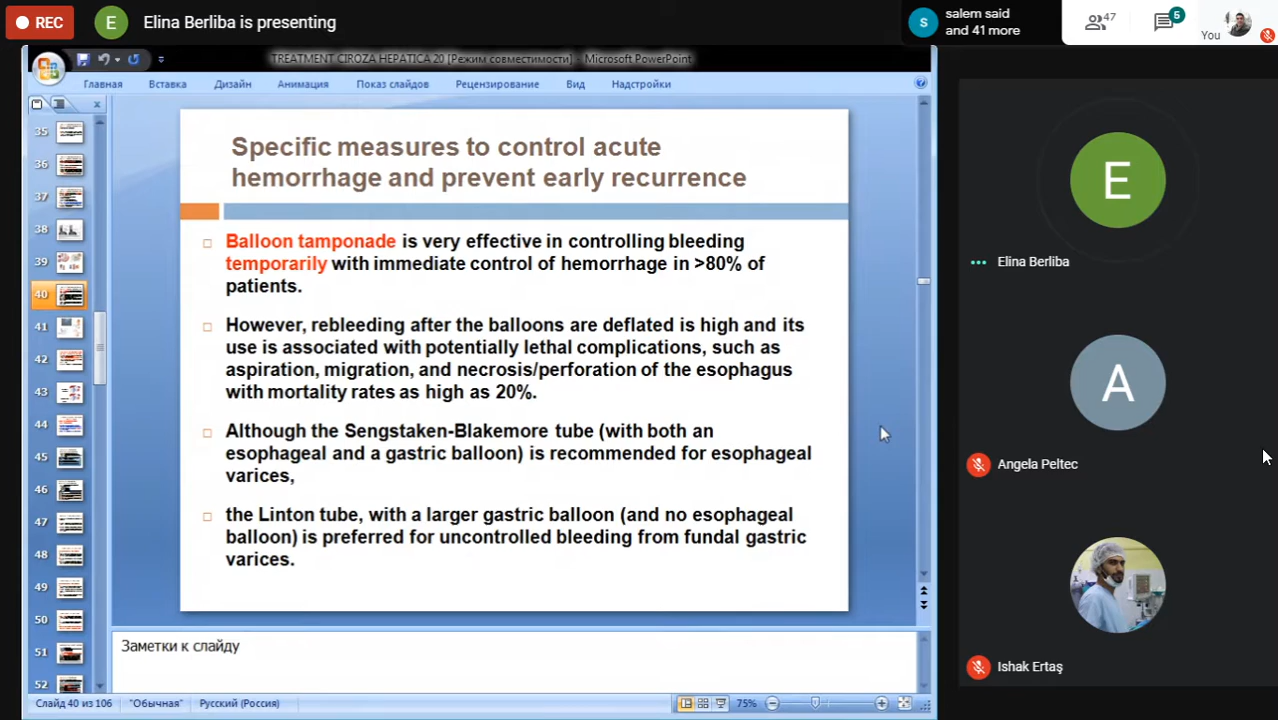 REC
E
Elina Berliba is presenting
S
salem said
and 41 more
47
5
You
TREATMENT CIROZA HEPATICA 20 [Режим совместимости] - Microsoft PowerPoint
Главная
Вставка
Дизайн
Анимация
Показ слайдов
Рецензирование
Вид
Надстройки
35
36
37
38
39
40
41
42
43
44
45
46
47
48
49
50
51
52
Specific measures to control acute
hemorrhage and prevent early recurrence
Balloon tamponade is very effective in controlling bleeding
temporarily with immediate control of hemorrhage in >80% of
patients.
However, rebleeding after the balloons are deflated is high and its
use is associated with potentially lethal complications, such as
aspiration, migration, and necrosis/perforation of the esophagus
with mortality rates as high as 20%.
Although the Sengstaken-Blakemore tube (with both an
esophageal and a gastric balloon) is recommended for esophageal
varices,
the Linton tube, with a larger gastric balloon (and no esophageal
balloon) is preferred for uncontrolled bleeding from fundal gastric
varices.
Заметки к слайду
Слайд 40 из 106
"Обычная"
Русский (Россия)
75%
E
Elina Berliba
A
Angela Peltec
Ishak Ertaş